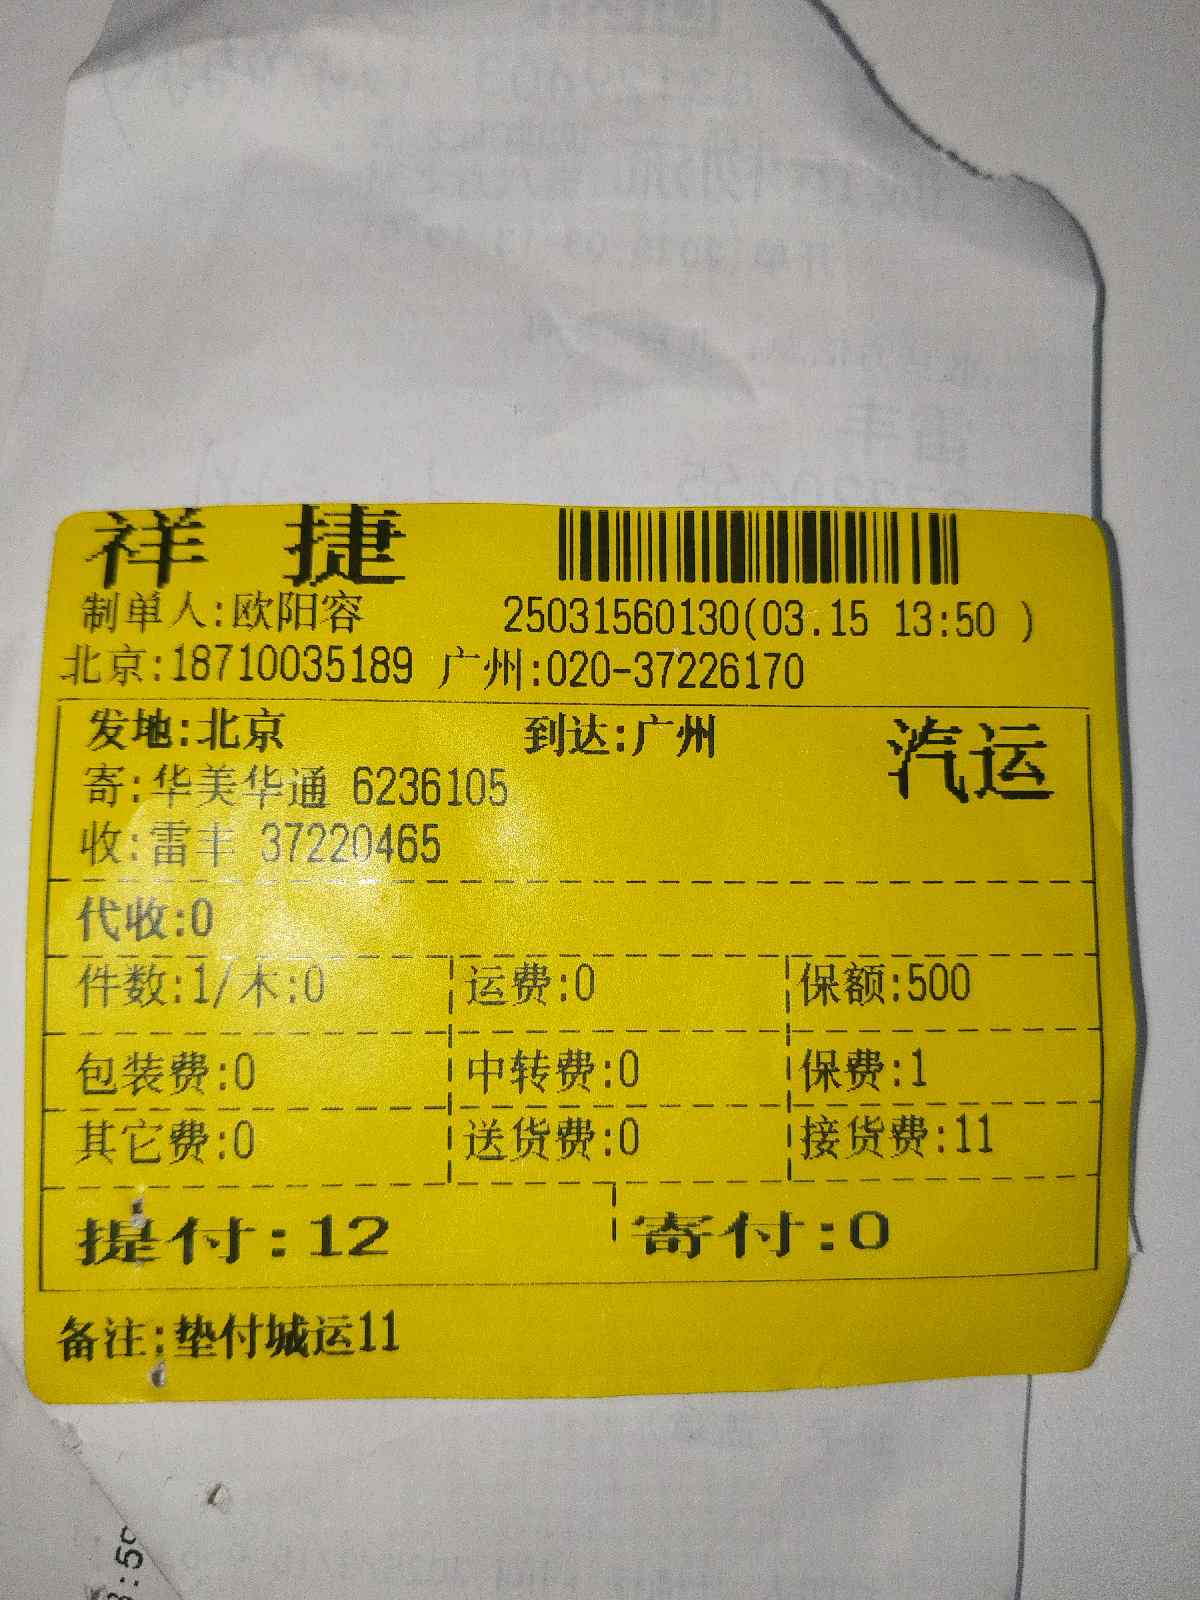 祥 捷
制单人:欧阳容 25031560130(03.15 13:50 )
北京:18710035189 广州:020-37226170
发地:北京 到达:广州 汽运
寄:华美华通 6236105
收:雷丰 37220465
代收:0
件数:1/木:0 运费:0 保额:500
包装费:0 中转费:0 保费:1
其它费:0 送货费:0 接货费:11
提付:12 寄付:0
备注:垫付城运11